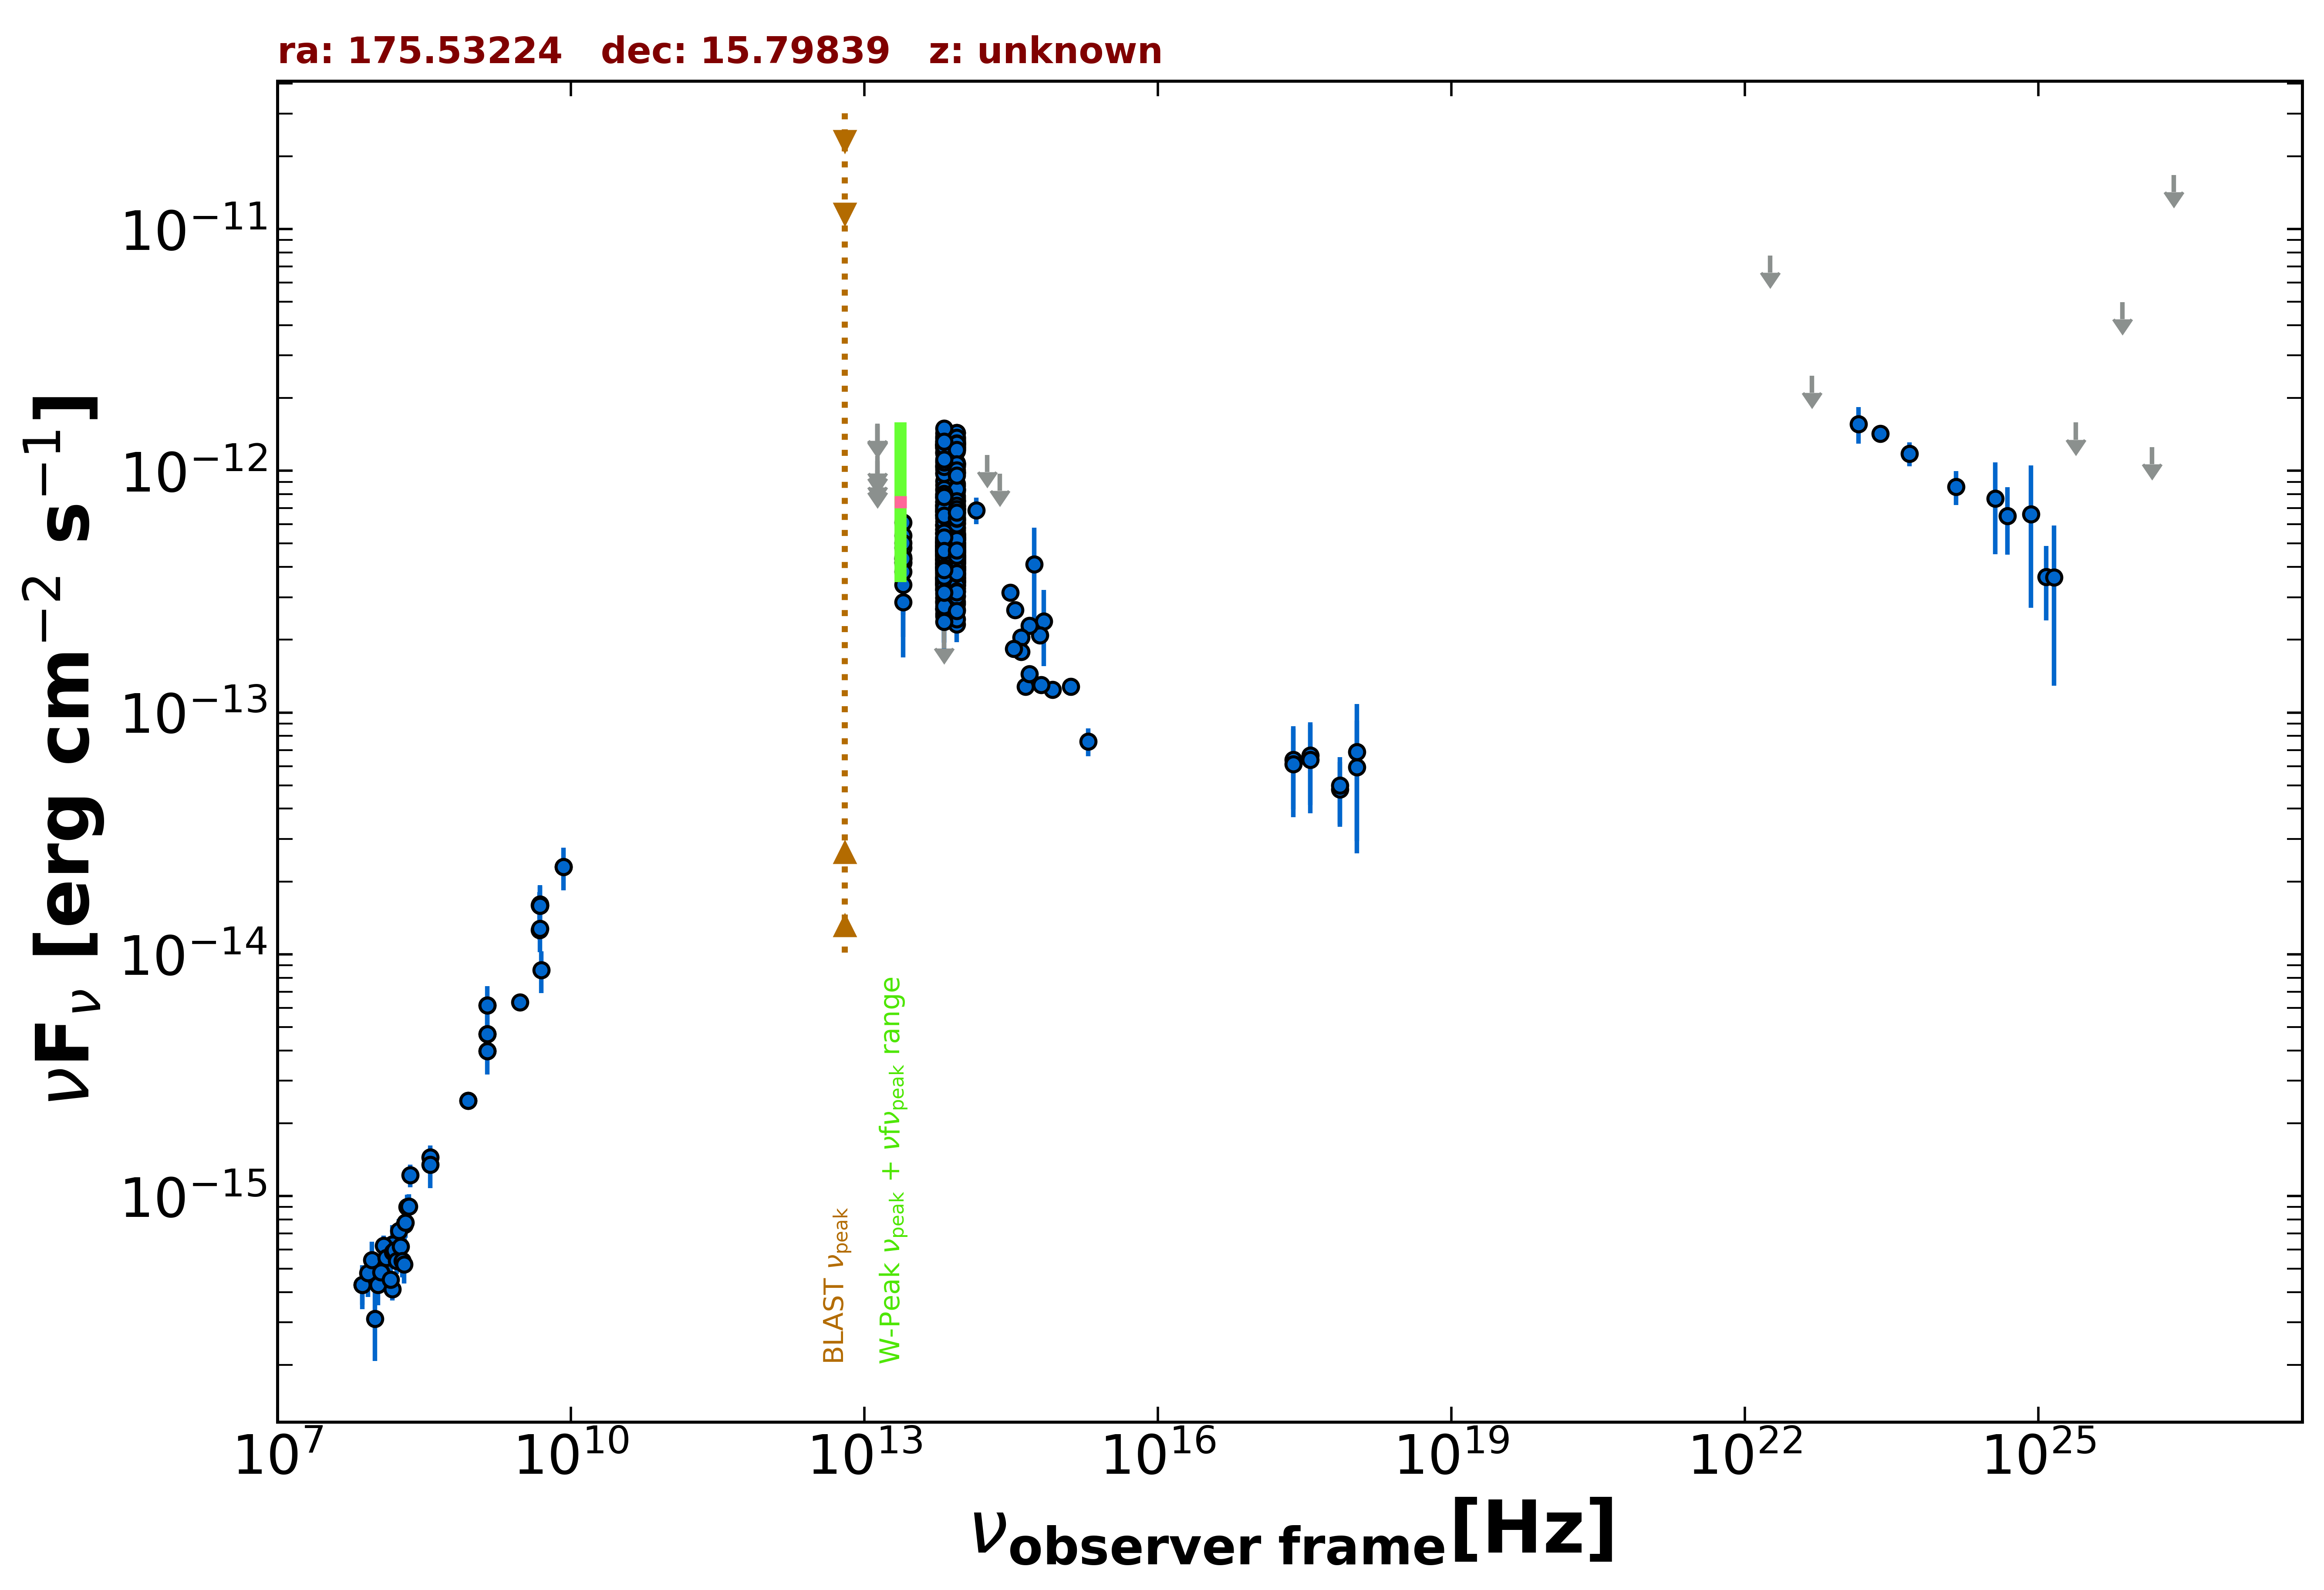 ra: 175.53224   dec: 15.79839   z: unknown
νFν [erg cm−2 s−1]
10−11
10−12
10−13
10−14
10−15
BLAST νpeak
W-Peak νpeak + νfνpeak range
107 1010 1013 1016 1019 1022 1025
νobserver frame[Hz]